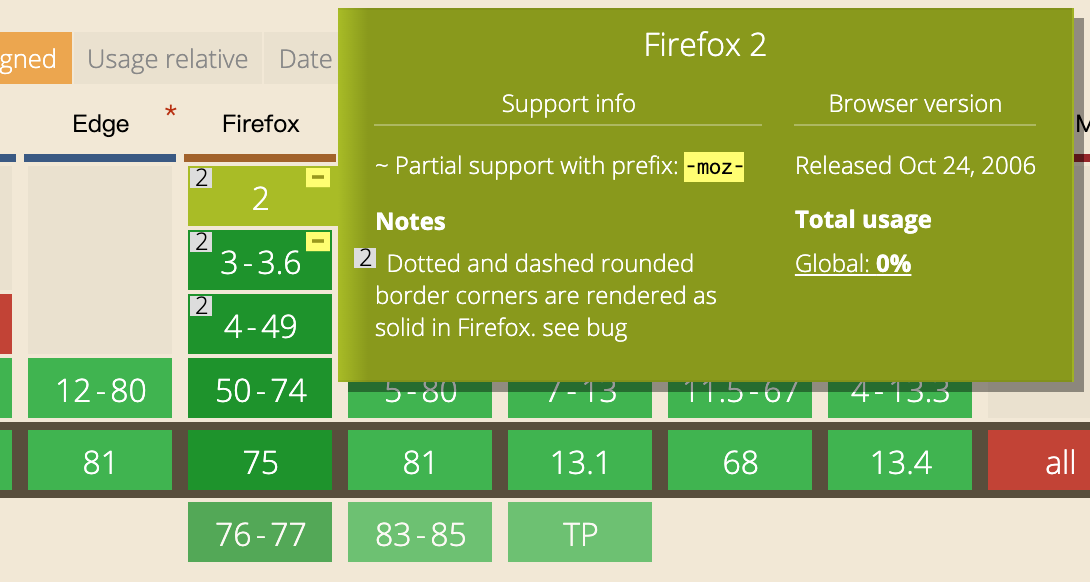 Firefox 2
gned
Usage relative
Date
Support info
Browser version
Edge *
Firefox
M
~ Partial support with prefix: -moz-
Released Oct 24, 2006
2 2 −
Notes
Total usage
2 3-3.6 −
2 Dotted and dashed rounded
border corners are rendered as
solid in Firefox. see bug
Global: 0%
2 4-49
12-80 50-74 5-80 7-13 11.5-67 4-13.3
81 75 81 13.1 68 13.4 all
76-77 83-85 TP